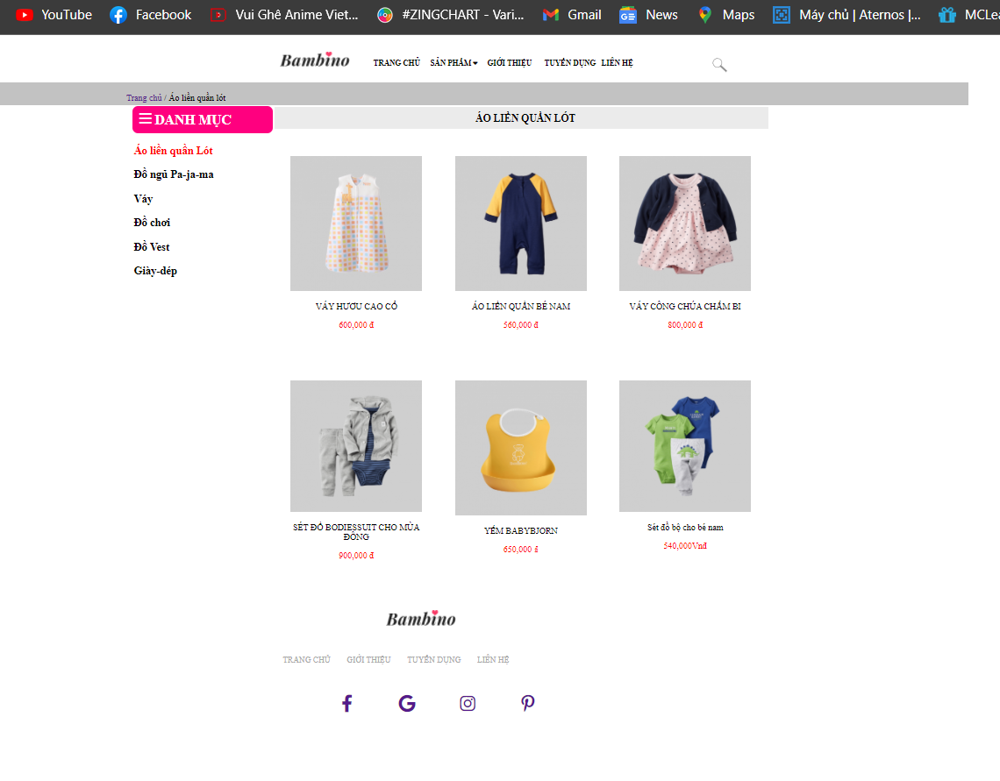 YouTube Facebook Vui Ghê Anime Viet... #ZINGCHART - Vari... Gmail News Maps Máy chủ | Aternos |... MCLea
Bambino TRANG CHỦ SẢN PHẨM GIỚI THIỆU TUYỂN DỤNG LIÊN HỆ
Trang chủ / Áo liền quần lót
DANH MỤC
Áo liền quần Lót
Đồ ngủ Pa-ja-ma
Váy
Đồ chơi
Đồ Vest
Giày-dép
ÁO LIỀN QUẦN LÓT
VÁY HƯƠU CAO CỔ
600,000 đ
ÁO LIỀN QUẦN BÉ NAM
560,000 đ
VÁY CÔNG CHÚA CHẤM BI
800,000 đ
SÉT ĐỒ BODIESSUIT CHO MÙA
ĐÔNG
900,000 đ
YẾM BABYBJORN
650,000 ₫
Sét đồ bộ cho bé nam
540,000Vnđ
Bambino
TRANG CHỦ GIỚI THIỆU TUYỂN DỤNG LIÊN HỆ